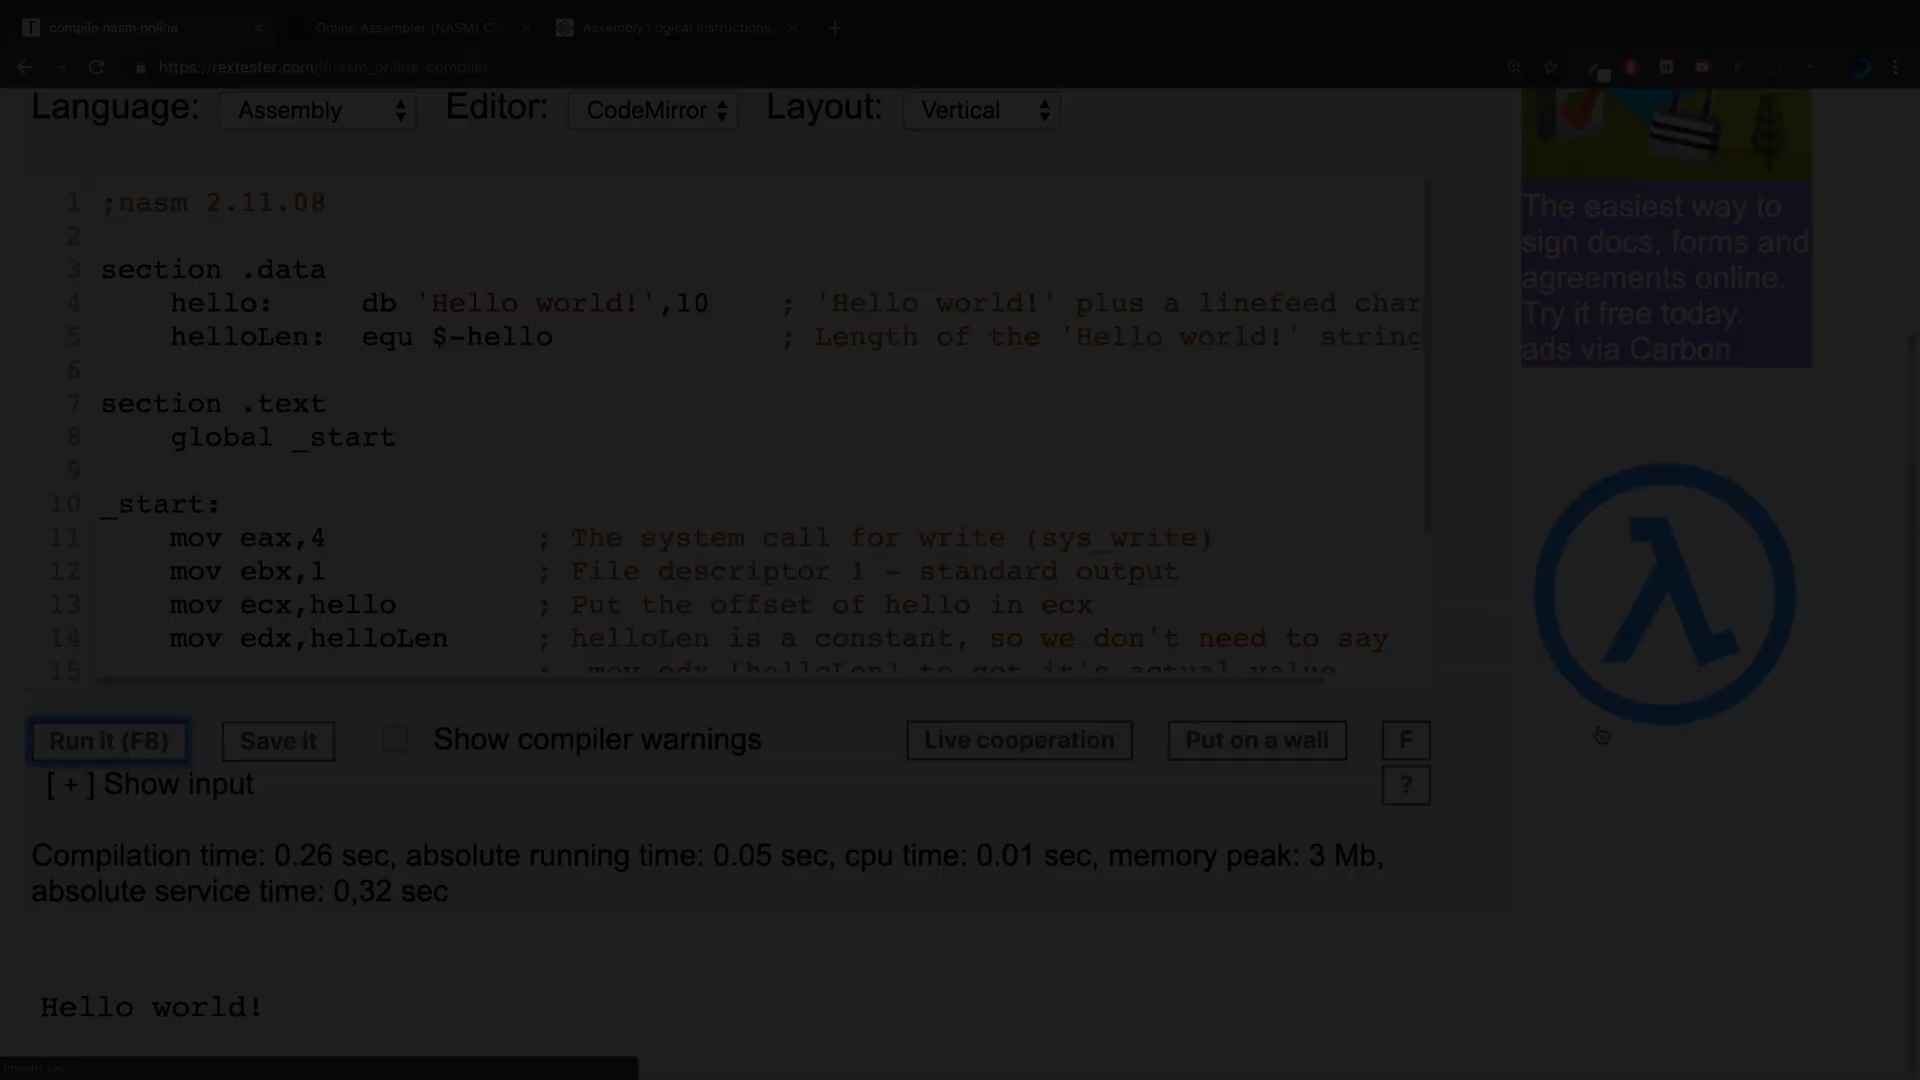 compile nasm online
Online Assembler (NASM) C...
Assembly Logical Instructions...
https://rextester.com/l/nasm_online_compiler
Language: Assembly Editor: CodeMirror Layout: Vertical
1 ;nasm 2.11.08
2
3 section .data
4 hello: db 'Hello world!',10 ; 'Hello world!' plus a linefeed char
5 helloLen: equ $-hello ; Length of the 'Hello world!' string
6
7 section .text
8 global _start
9
10 _start:
11 mov eax,4 ; The system call for write (sys_write)
12 mov ebx,1 ; File descriptor 1 - standard output
13 mov ecx,hello ; Put the offset of hello in ecx
14 mov edx,helloLen ; helloLen is a constant, so we don't need to say
15 ; mov edx,[helloLen] to get it's actual value
The easiest way to
sign docs, forms and
agreements online.
Try it free today.
ads via Carbon
Run it (F8) Save it Show compiler warnings Live cooperation Put on a wall F
[ + ] Show input ?
Compilation time: 0.26 sec, absolute running time: 0.05 sec, cpu time: 0.01 sec, memory peak: 3 Mb,
absolute service time: 0,32 sec
Hello world!